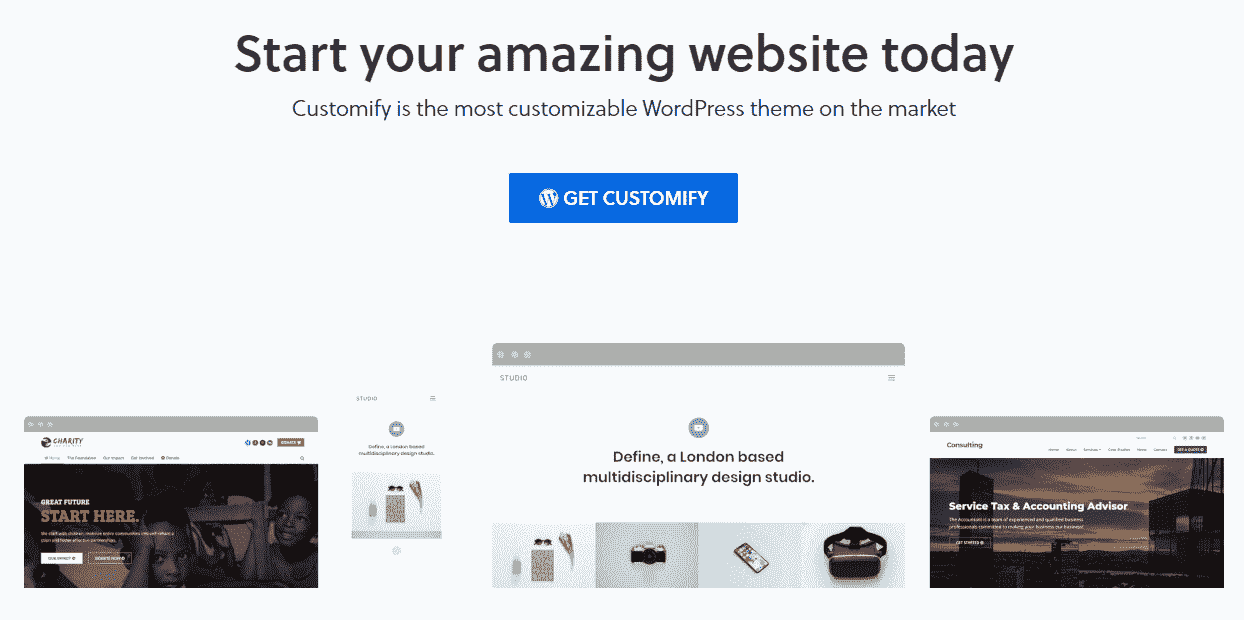 Start your amazing website today
Customify is the most customizable WordPress theme on the market
GET CUSTOMIFY
STUDIO
Define, a London based
multidisciplinary design studio.
CHARITY
DONATE
Home The Foundation Our Impact Get Involved Donate
GREAT FUTURE
START HERE.
OUR IMPACT
DONATE NOW
STUDIO
Define, a london based
multidisciplinary design studio.
Consulting
Home About Services Case Studies News Contact GET A QUOTE
Service Tax & Accounting Advisor
The Accountant is a team of experienced and qualified business
professionals committed to making your business our business!
GET STARTED